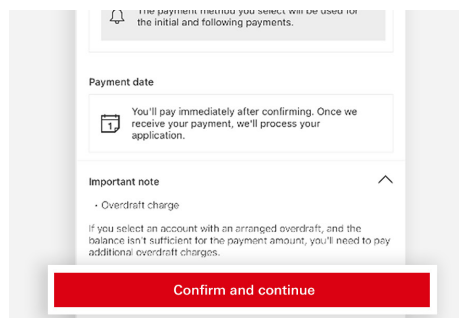 The payment method you select will be used for
the initial and following payments.
Payment date
1
You'll pay immediately after confirming. Once we
receive your payment, we'll process your
application.
Important note
• Overdraft charge
If you select an account with an arranged overdraft, and the
balance isn't sufficient for the payment amount, you'll need to pay
additional overdraft charges.
Confirm and continue